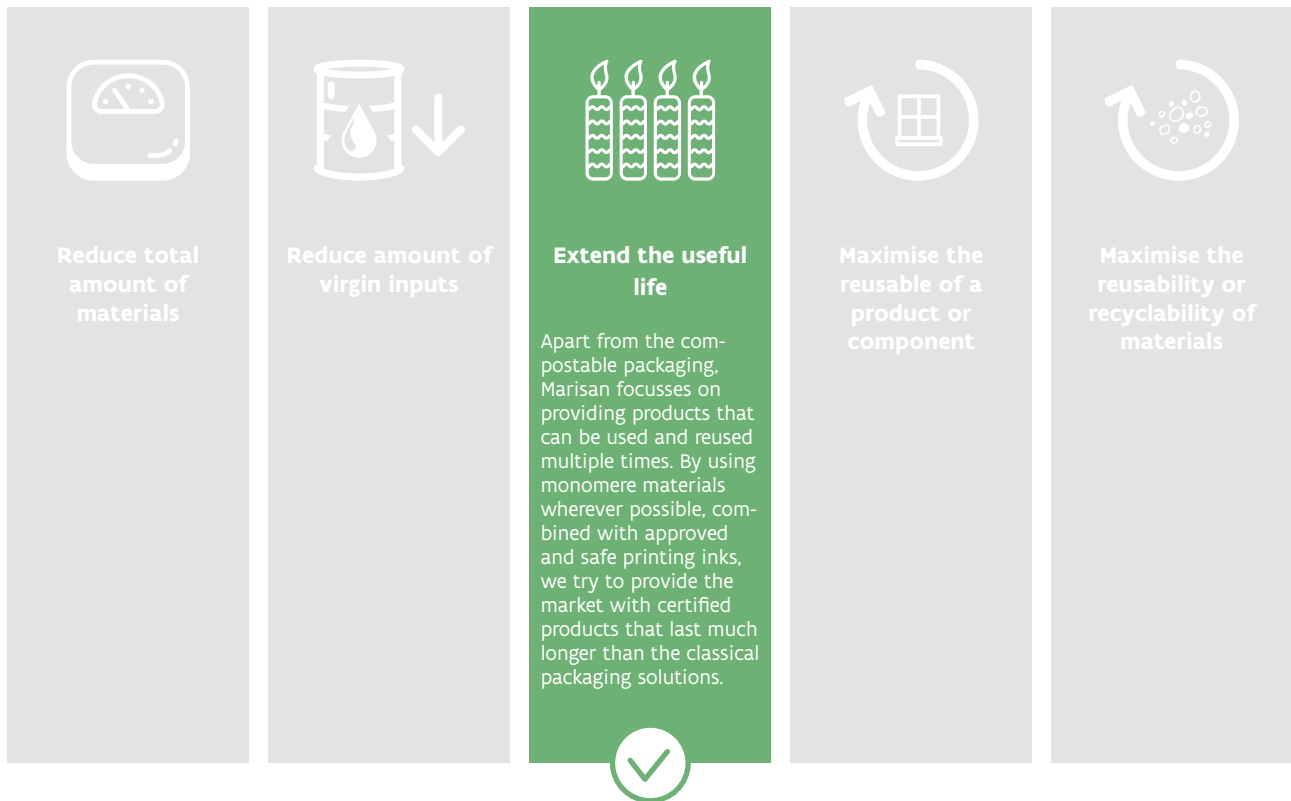 Reduce total
amount of
materials
Reduce amount of
virgin inputs
Extend the useful
life
Apart from the com-
postable packaging,
Marisan focusses on
providing products that
can be used and reused
multiple times. By using
monomere materials
wherever possible, com-
bined with approved
and safe printing inks,
we try to provide the
market with certified
products that last much
longer than the classical
packaging solutions.
Maximise the
reusable of a
product or
component
Maximise the
reusability or
recyclability of
materials